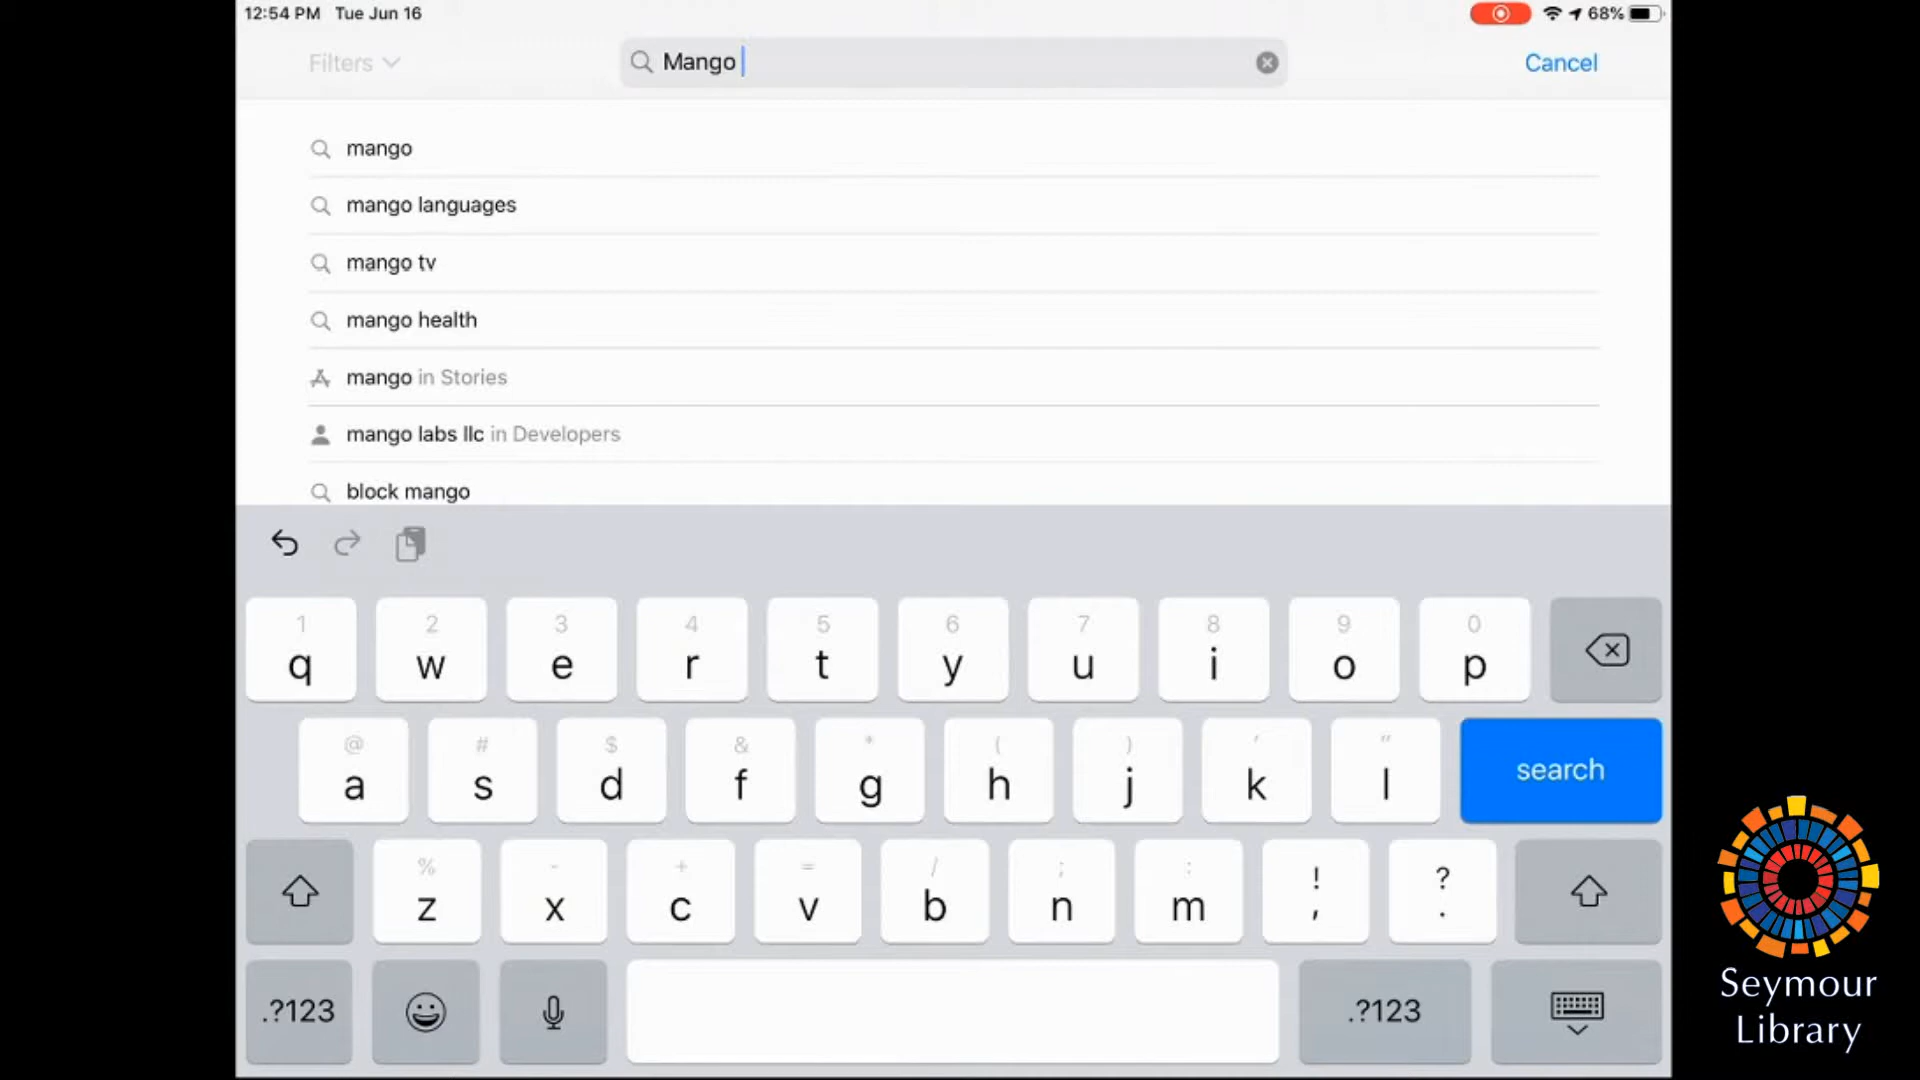 12:54 PM Tue Jun 16
68%
Filters
Mango
Cancel
mango
mango languages
mango tv
mango health
mango in Stories
mango labs llc in Developers
block mango
1 2 3 4 5 6 7 8 9 0
q w e r t y u i o p
@ # $ & * ( ) ' "
a s d f g h j k l search
% - + = / ; : ! ?
z x c v b n m , .
.?123 .?123
Seymour
Library